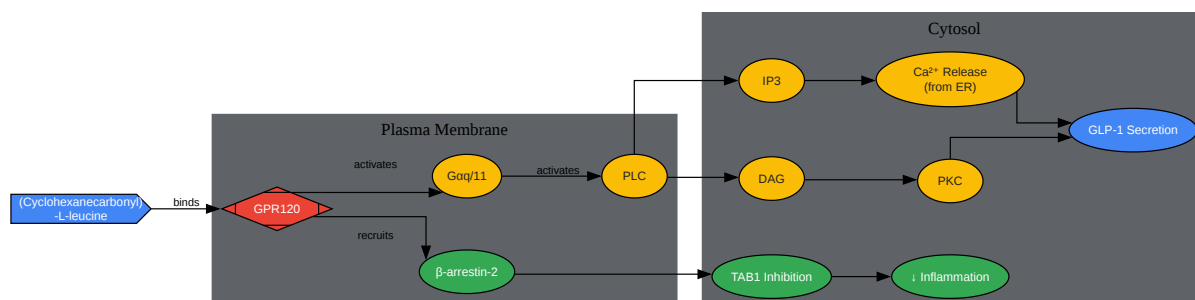 Cytosol
IP3
Ca²⁺ Release
(from ER)
Plasma Membrane
GLP-1 Secretion
activates
Gαq/11
activates
PLC
DAG
PKC
(Cyclohexanecarbonyl)
-L-leucine
binds
GPR120
recruits
β-arrestin-2
TAB1 Inhibition
↓ Inflammation